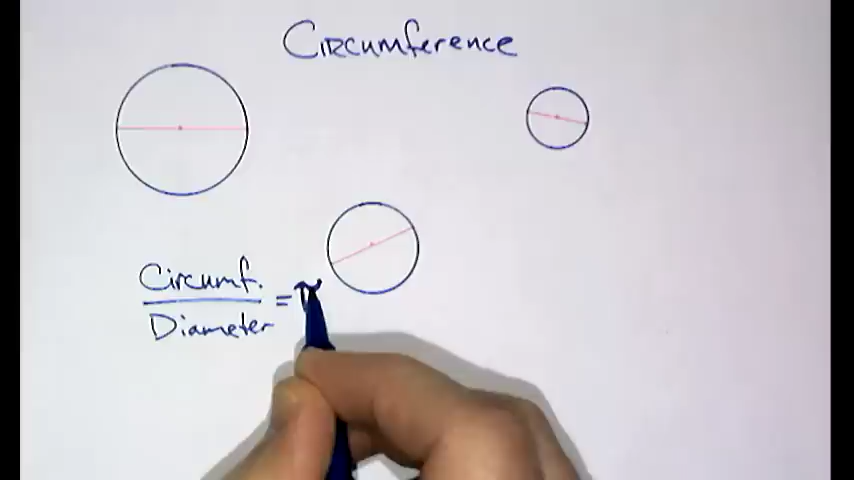 Circumference
Circumf.
Diameter
= π